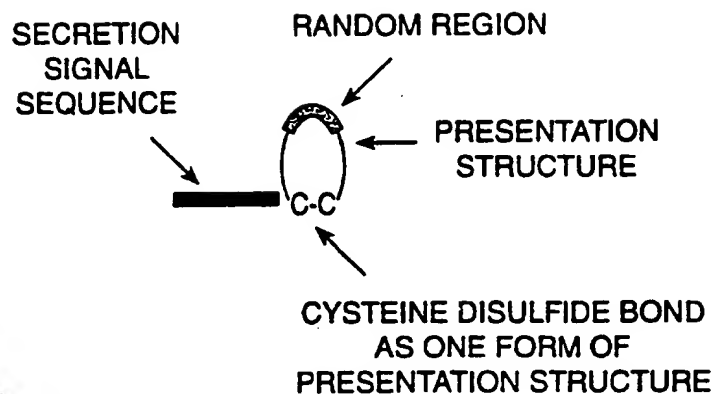 SECRETION
SIGNAL
SEQUENCE
RANDOM REGION
PRESENTATION
STRUCTURE
C-C
CYSTEINE DISULFIDE BOND
AS ONE FORM OF
PRESENTATION STRUCTURE